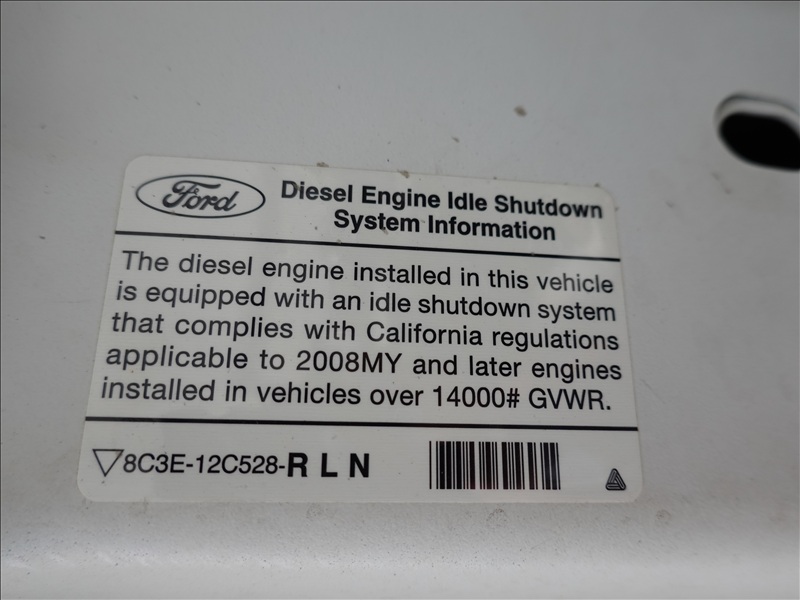 Ford
Diesel Engine Idle Shutdown
System Information
The diesel engine installed in this vehicle
is equipped with an idle shutdown system
that complies with California regulations
applicable to 2008MY and later engines
installed in vehicles over 14000# GVWR.
8C3E-12C528-R L N